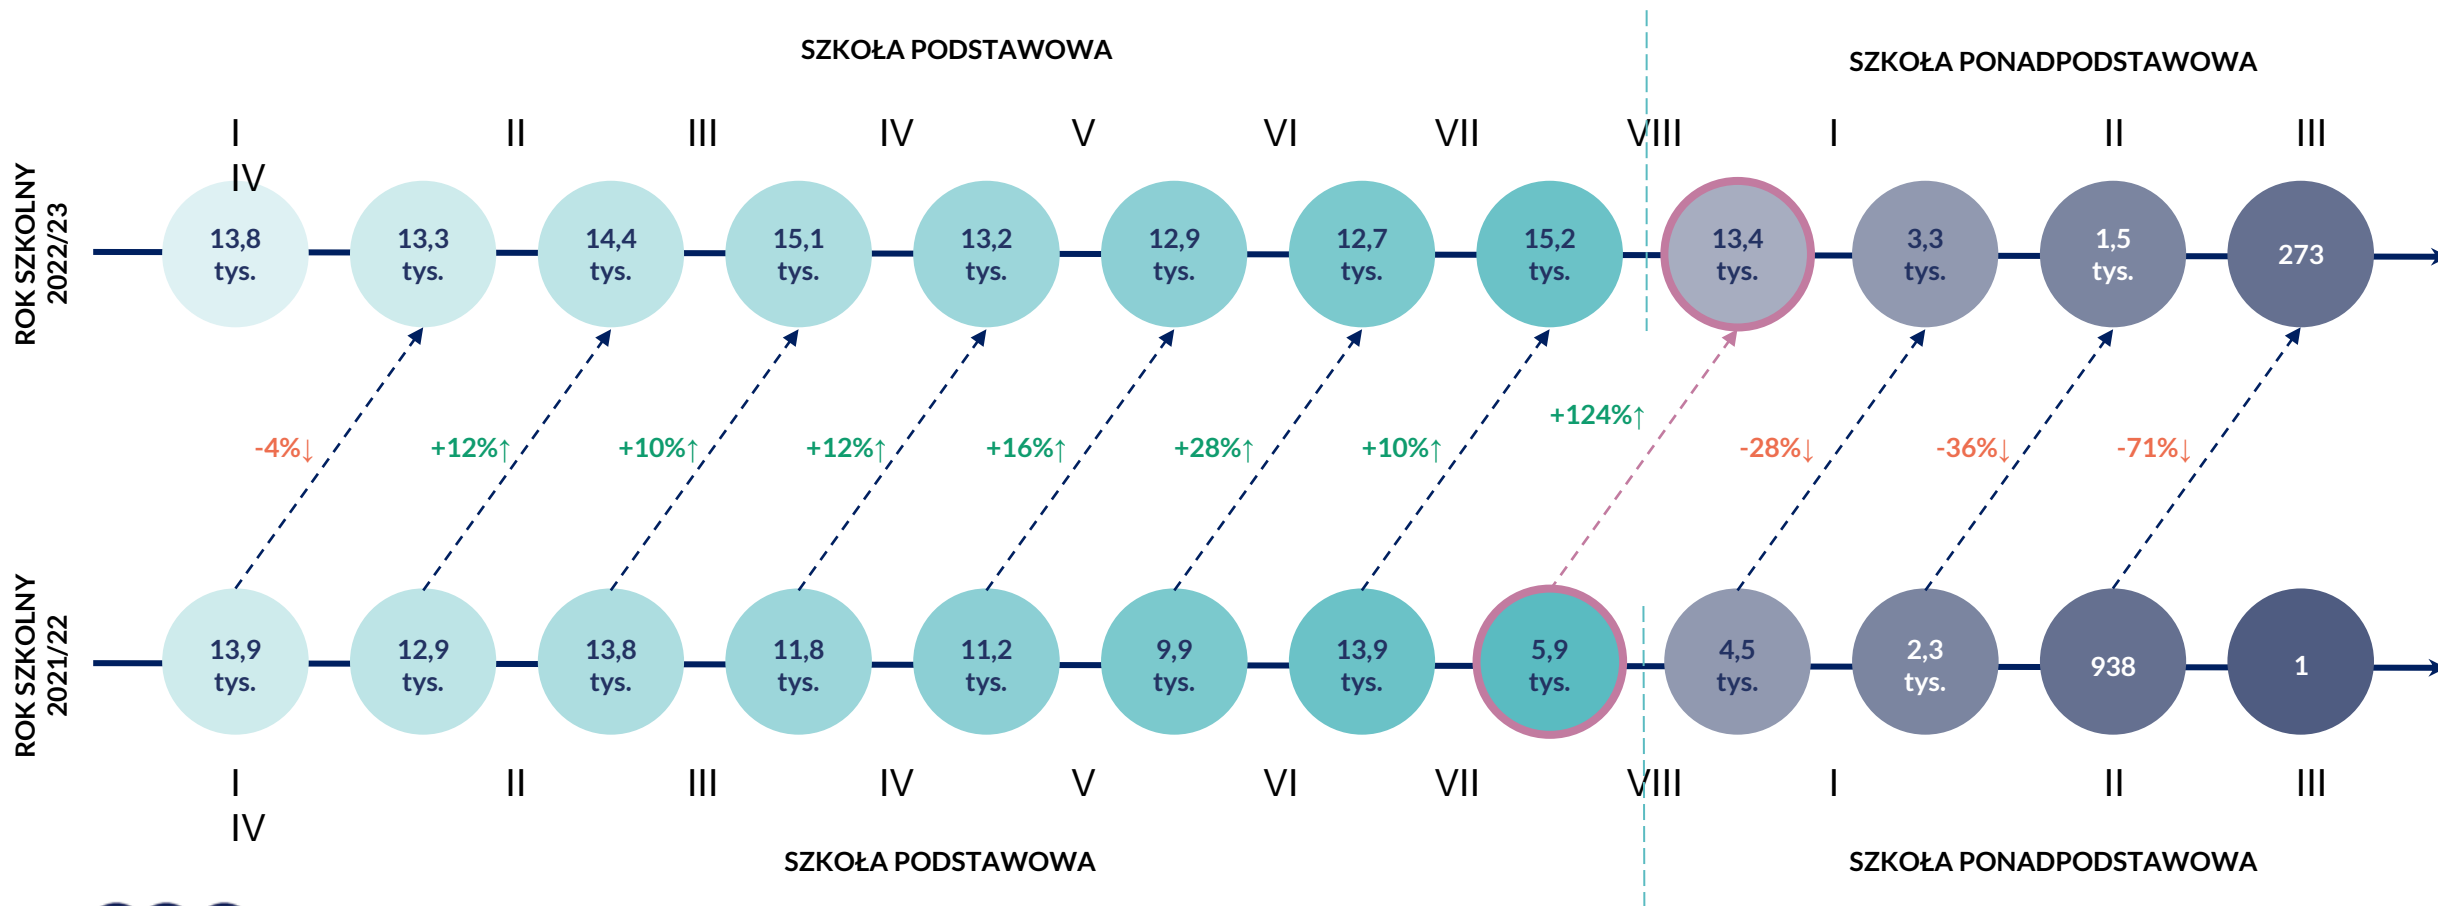 SZKOŁA PODSTAWOWA
SZKOŁA PONADPODSTAWOWA
I II III IV V VI VII VIII I II III
IV
ROK SZKOLNY
2022/23
13,8
tys.
13,3
tys.
14,4
tys.
15,1
tys.
13,2
tys.
12,9
tys.
12,7
tys.
15,2
tys.
13,4
tys.
3,3
tys.
1,5
tys.
273
-4%↓
+12%↑
+10%↑
+12%↑
+16%↑
+28%↑
+10%↑
+124%↑
-28%↓
-36%↓
-71%↓
ROK SZKOLNY
2021/22
13,9
tys.
12,9
tys.
13,8
tys.
11,8
tys.
11,2
tys.
9,9
tys.
13,9
tys.
5,9
tys.
4,5
tys.
2,3
tys.
938
1
I II III IV V VI VII VIII I II III
IV
SZKOŁA PODSTAWOWA
SZKOŁA PONADPODSTAWOWA